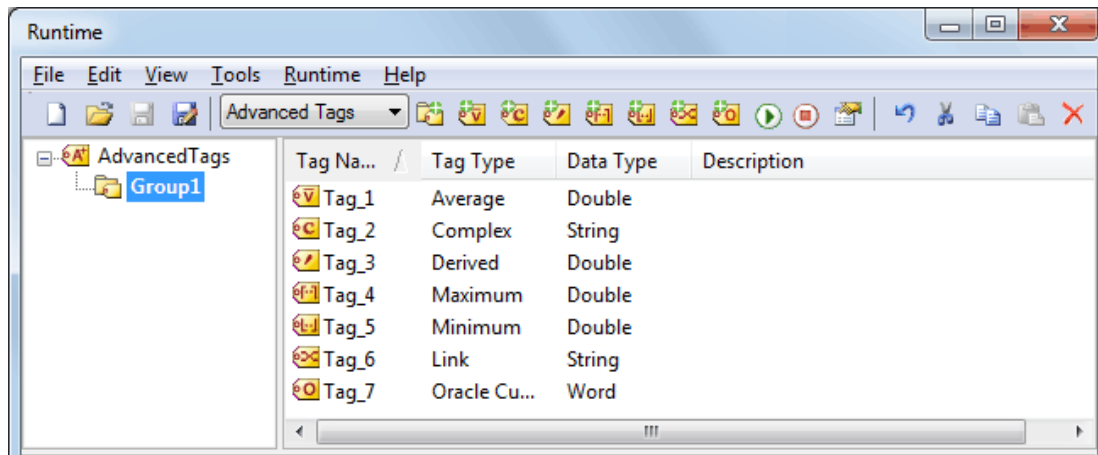 Runtime
File Edit View Tools Runtime Help
Advanced Tags
AdvancedTags
Group1
Tag Na... Tag Type Data Type Description
Tag_1 Average Double
Tag_2 Complex String
Tag_3 Derived Double
Tag_4 Maximum Double
Tag_5 Minimum Double
Tag_6 Link String
Tag_7 Oracle Cu... Word